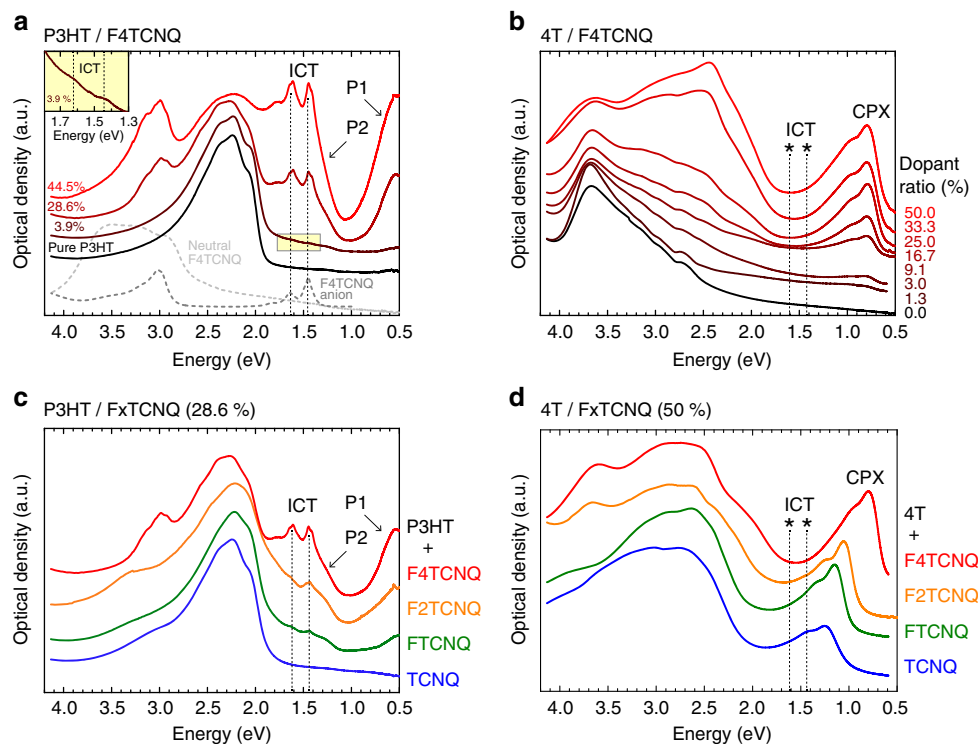 a
P3HT / F4TCNQ
ICT
3.9 %
1.7 1.5 1.3
Energy (eV)
ICT
P1
P2
44.5%
28.6%
3.9%
Pure P3HT
Neutral
F4TCNQ
F4TCNQ
anion
Optical density (a.u.)
4.0 3.5 3.0 2.5 2.0 1.5 1.0 0.5
Energy (eV)
b
4T / F4TCNQ
ICT
* *
CPX
Dopant
ratio (%)
50.0
33.3
25.0
16.7
9.1
3.0
1.3
0.0
Optical density (a.u.)
4.0 3.5 3.0 2.5 2.0 1.5 1.0 0.5
Energy (eV)
c
P3HT / FxTCNQ (28.6 %)
ICT
P1
P2
P3HT
+
F4TCNQ
F2TCNQ
FTCNQ
TCNQ
Optical density (a.u.)
4.0 3.5 3.0 2.5 2.0 1.5 1.0 0.5
Energy (eV)
d
4T / FxTCNQ (50 %)
ICT
* *
CPX
4T
+
F4TCNQ
F2TCNQ
FTCNQ
TCNQ
Optical density (a.u.)
4.0 3.5 3.0 2.5 2.0 1.5 1.0 0.5
Energy (eV)